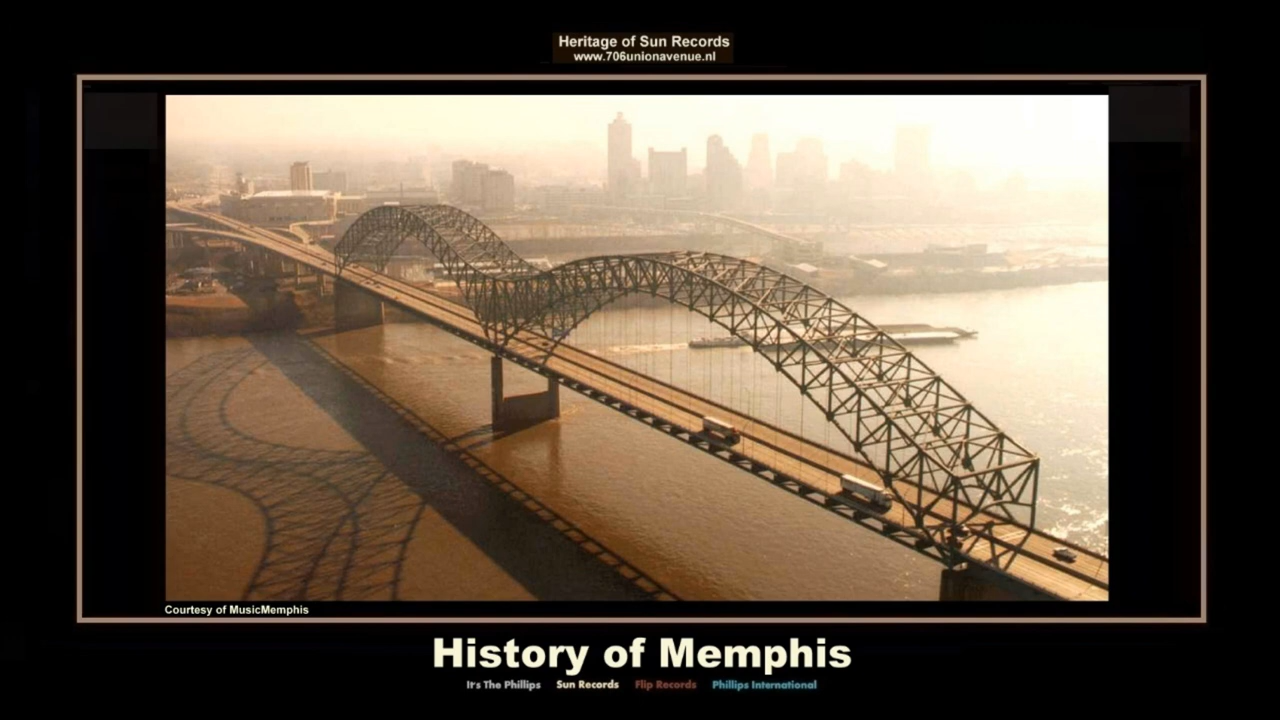 Heritage of Sun Records
www.706unionavenue.nl
Courtesy of MusicMemphis
History of Memphis
It's The Phillips Sun Records Flip Records Phillips International